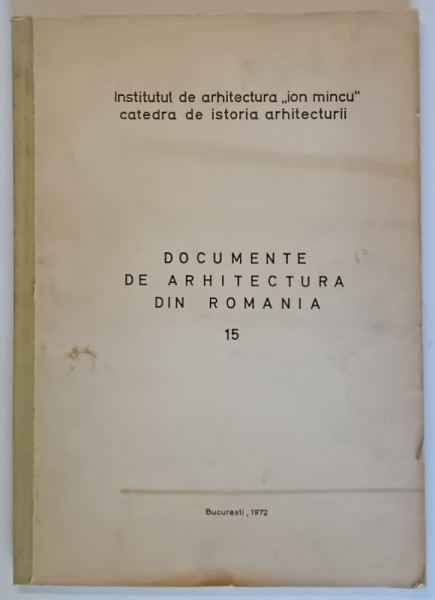 Institutul de arhitectura „ion mincu"
catedra de istoria arhitecturii
DOCUMENTE
DE ARHITECTURA
DIN ROMANIA
15
Bucuresti, 1972